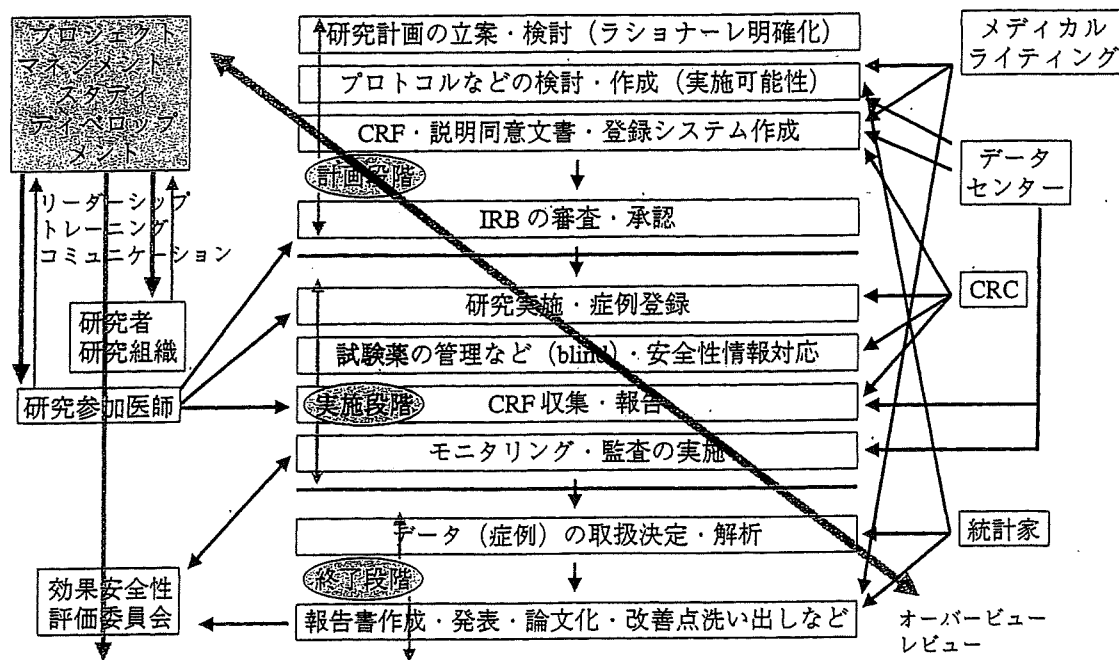 プロジェクト
マネンメント・
スタディ
ディベロップ
メント
リーダーシップ
トレーニング
コミュニケーション
研究者
研究組織
研究参加医師
効果安全性
評価委員会
研究計画の立案・検討（ラショナーレ明確化）
プロトコルなどの検討・作成（実施可能性）
CRF・説明同意文書・登録システム作成
計画段階
IRBの審査・承認
研究実施・症例登録
試験薬の管理など（blind）・安全性情報対応
実施段階
CRF収集・報告
モニタリング・監査の実施
データ（症例）の取扱決定・解析
終了段階
報告書作成・発表・論文化・改善点洗い出しなど
メディカル
ライティング
データ
センター
CRC
統計家
オーバービュー
レビュー